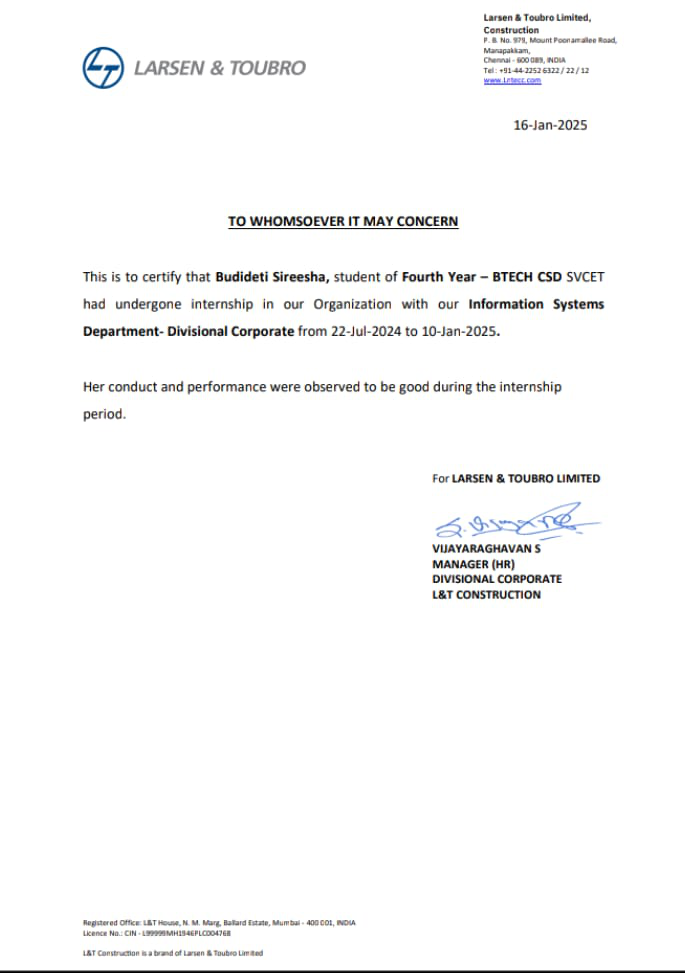 LARSEN & TOUBRO
Larsen & Toubro Limited,
Construction
P. B. No. 979, Mount Poonamallee Road,
Manapakkam,
Chennai - 600 089, INDIA
Tel : +91-44-2252 6322 / 22 / 12
www.Lntecc.com
16-Jan-2025
TO WHOMSOEVER IT MAY CONCERN
This is to certify that Budideti Sireesha, student of Fourth Year – BTECH CSD SVCET
had undergone internship in our Organization with our Information Systems
Department- Divisional Corporate from 22-Jul-2024 to 10-Jan-2025.
Her conduct and performance were observed to be good during the internship
period.
For LARSEN & TOUBRO LIMITED
VIJAYARAGHAVAN S
MANAGER (HR)
DIVISIONAL CORPORATE
L&T CONSTRUCTION
Registered Office: L&T House, N. M. Marg, Ballard Estate, Mumbai - 400 001, INDIA
Licence No.: CIN - L99999MH1946PLC004768
L&T Construction is a brand of Larsen & Toubro Limited